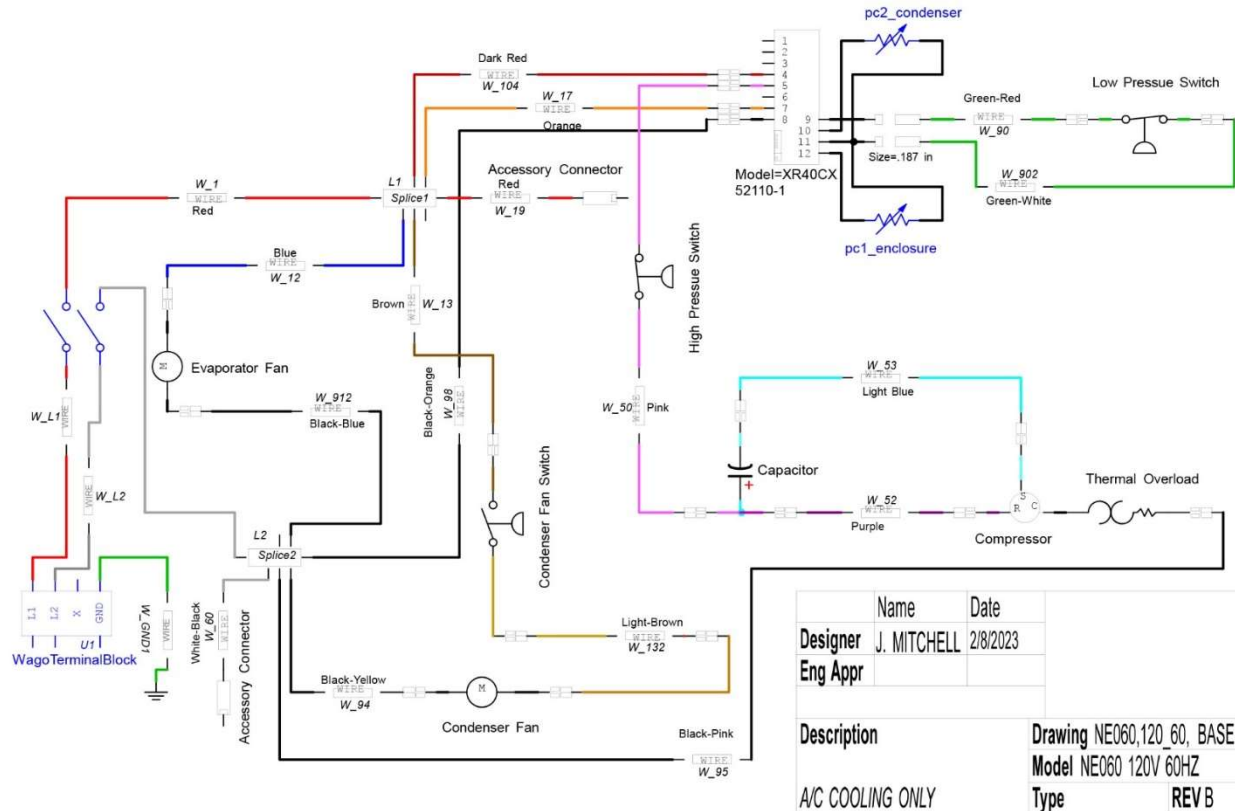 pc2_condenser
1
2
3
4
5
6
7
8
9
10
11
12
Dark Red
WIRE
W_104
W_17
WIRE
Orange
Low Pressue Switch
Green-Red
WIRE
W_90
Size=.187 in
W_902
WIRE
Green-White
Model=XR40CX
52110-1
pc1_enclosure
Accessory Connector
Red
WIRE
W_19
L1
Splice1
W_1
WIRE
Red
Blue
WIRE
W_12
Brown
WIRE
W_13
High Pressue Switch
M
Evaporator Fan
W_912
WIRE
Black-Blue
Black-Orange
WIRE
W_98
W_50
WIRE
Pink
W_53
WIRE
Light Blue
Capacitor
+
W_52
WIRE
Purple
S
R
C
Compressor
Thermal Overload
W_L1
WIRE
WIRE
W_L2
L2
Splice2
Condenser Fan Switch
L1
L2
X
GND
U1
WagoTerminalBlock
W_GND1
WIRE
White-Black
W_60
WIRE
Accessory Connector
Light-Brown
WIRE
W_132
Black-Yellow
WIRE
W_94
M
Condenser Fan
Black-Pink
WIRE
W_95
Name Date
Designer J. MITCHELL 2/8/2023
Eng Appr
Description
Drawing NE060,120_60, BASE
Model NE060 120V 60HZ
A/C COOLING ONLY
Type REV B